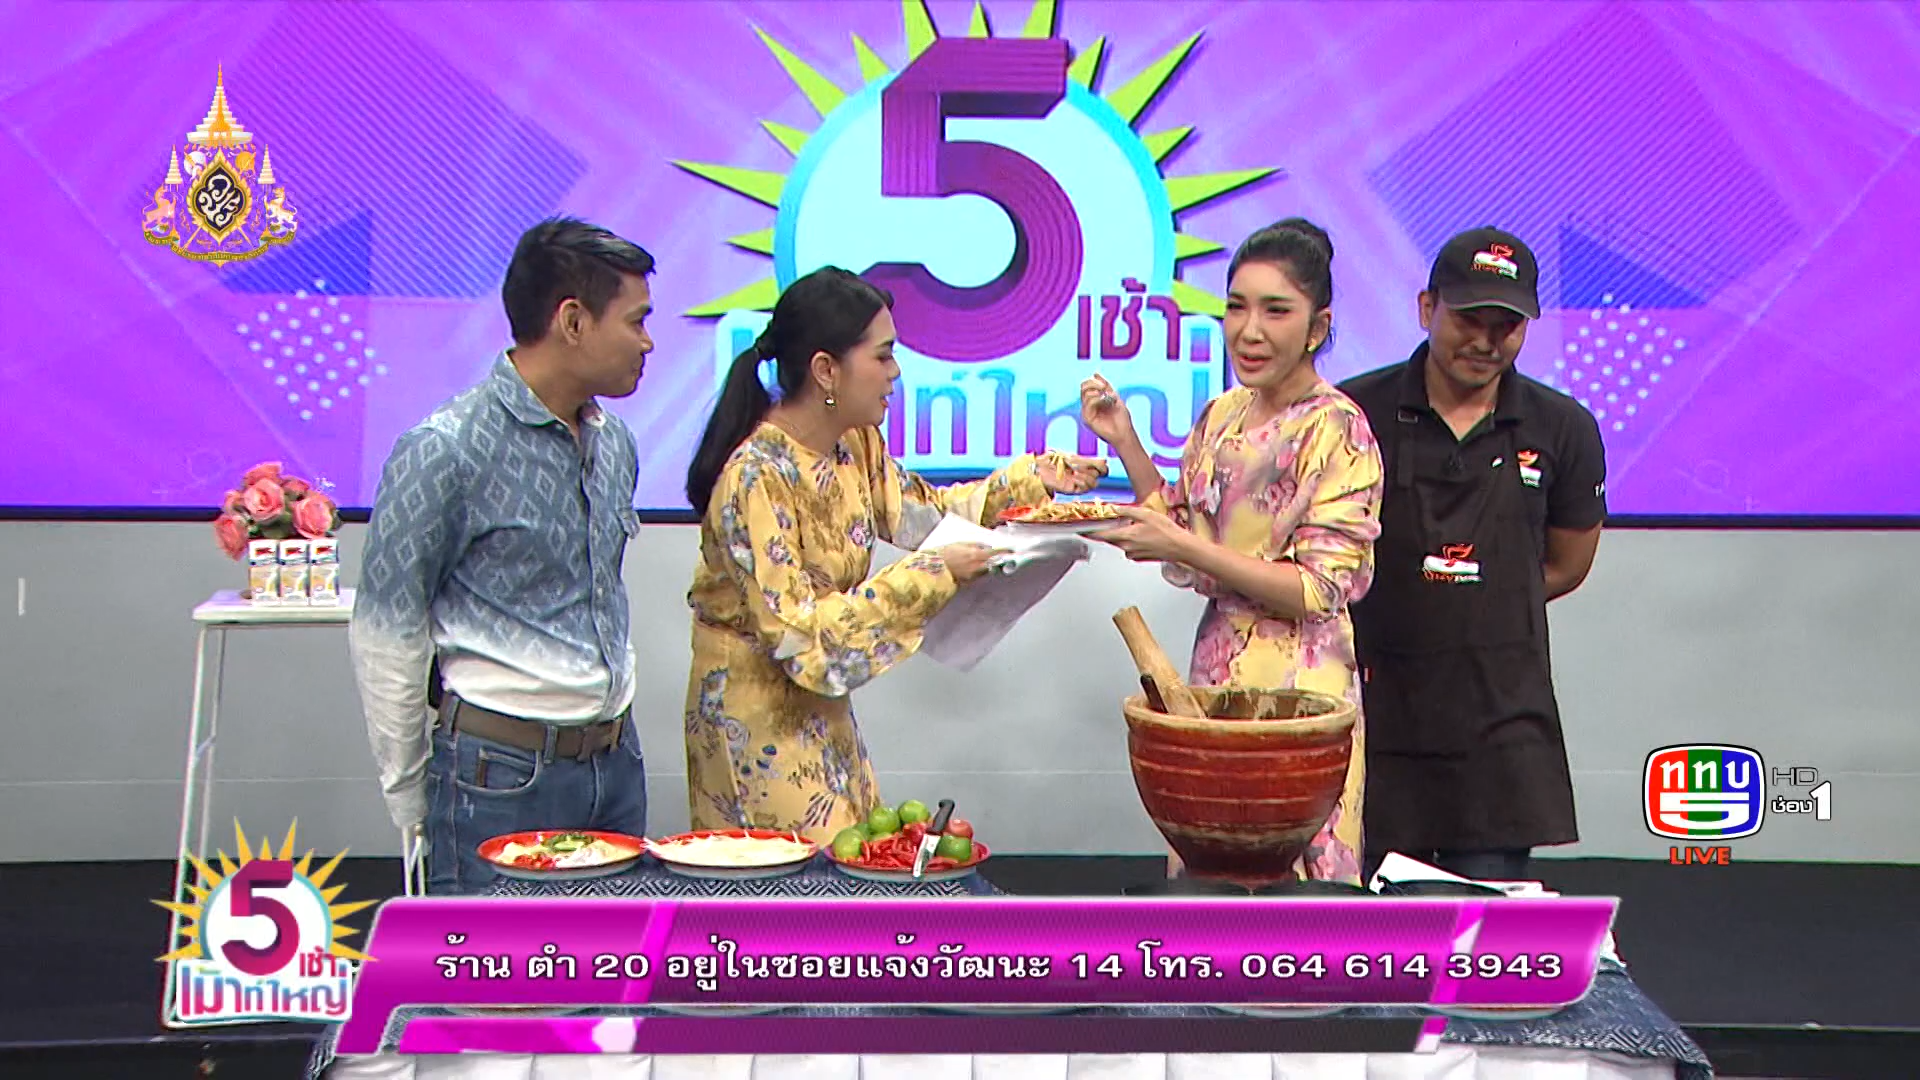 5
เช้า
เม้าท์ใหญ่
ททบ
5
HD
ช่อง1
LIVE
5
เช้า
เม้าท์ใหญ่
ร้าน ตำ 20 อยู่ในซอยแจ้งวัฒนะ 14 โทร. 064 614 3943